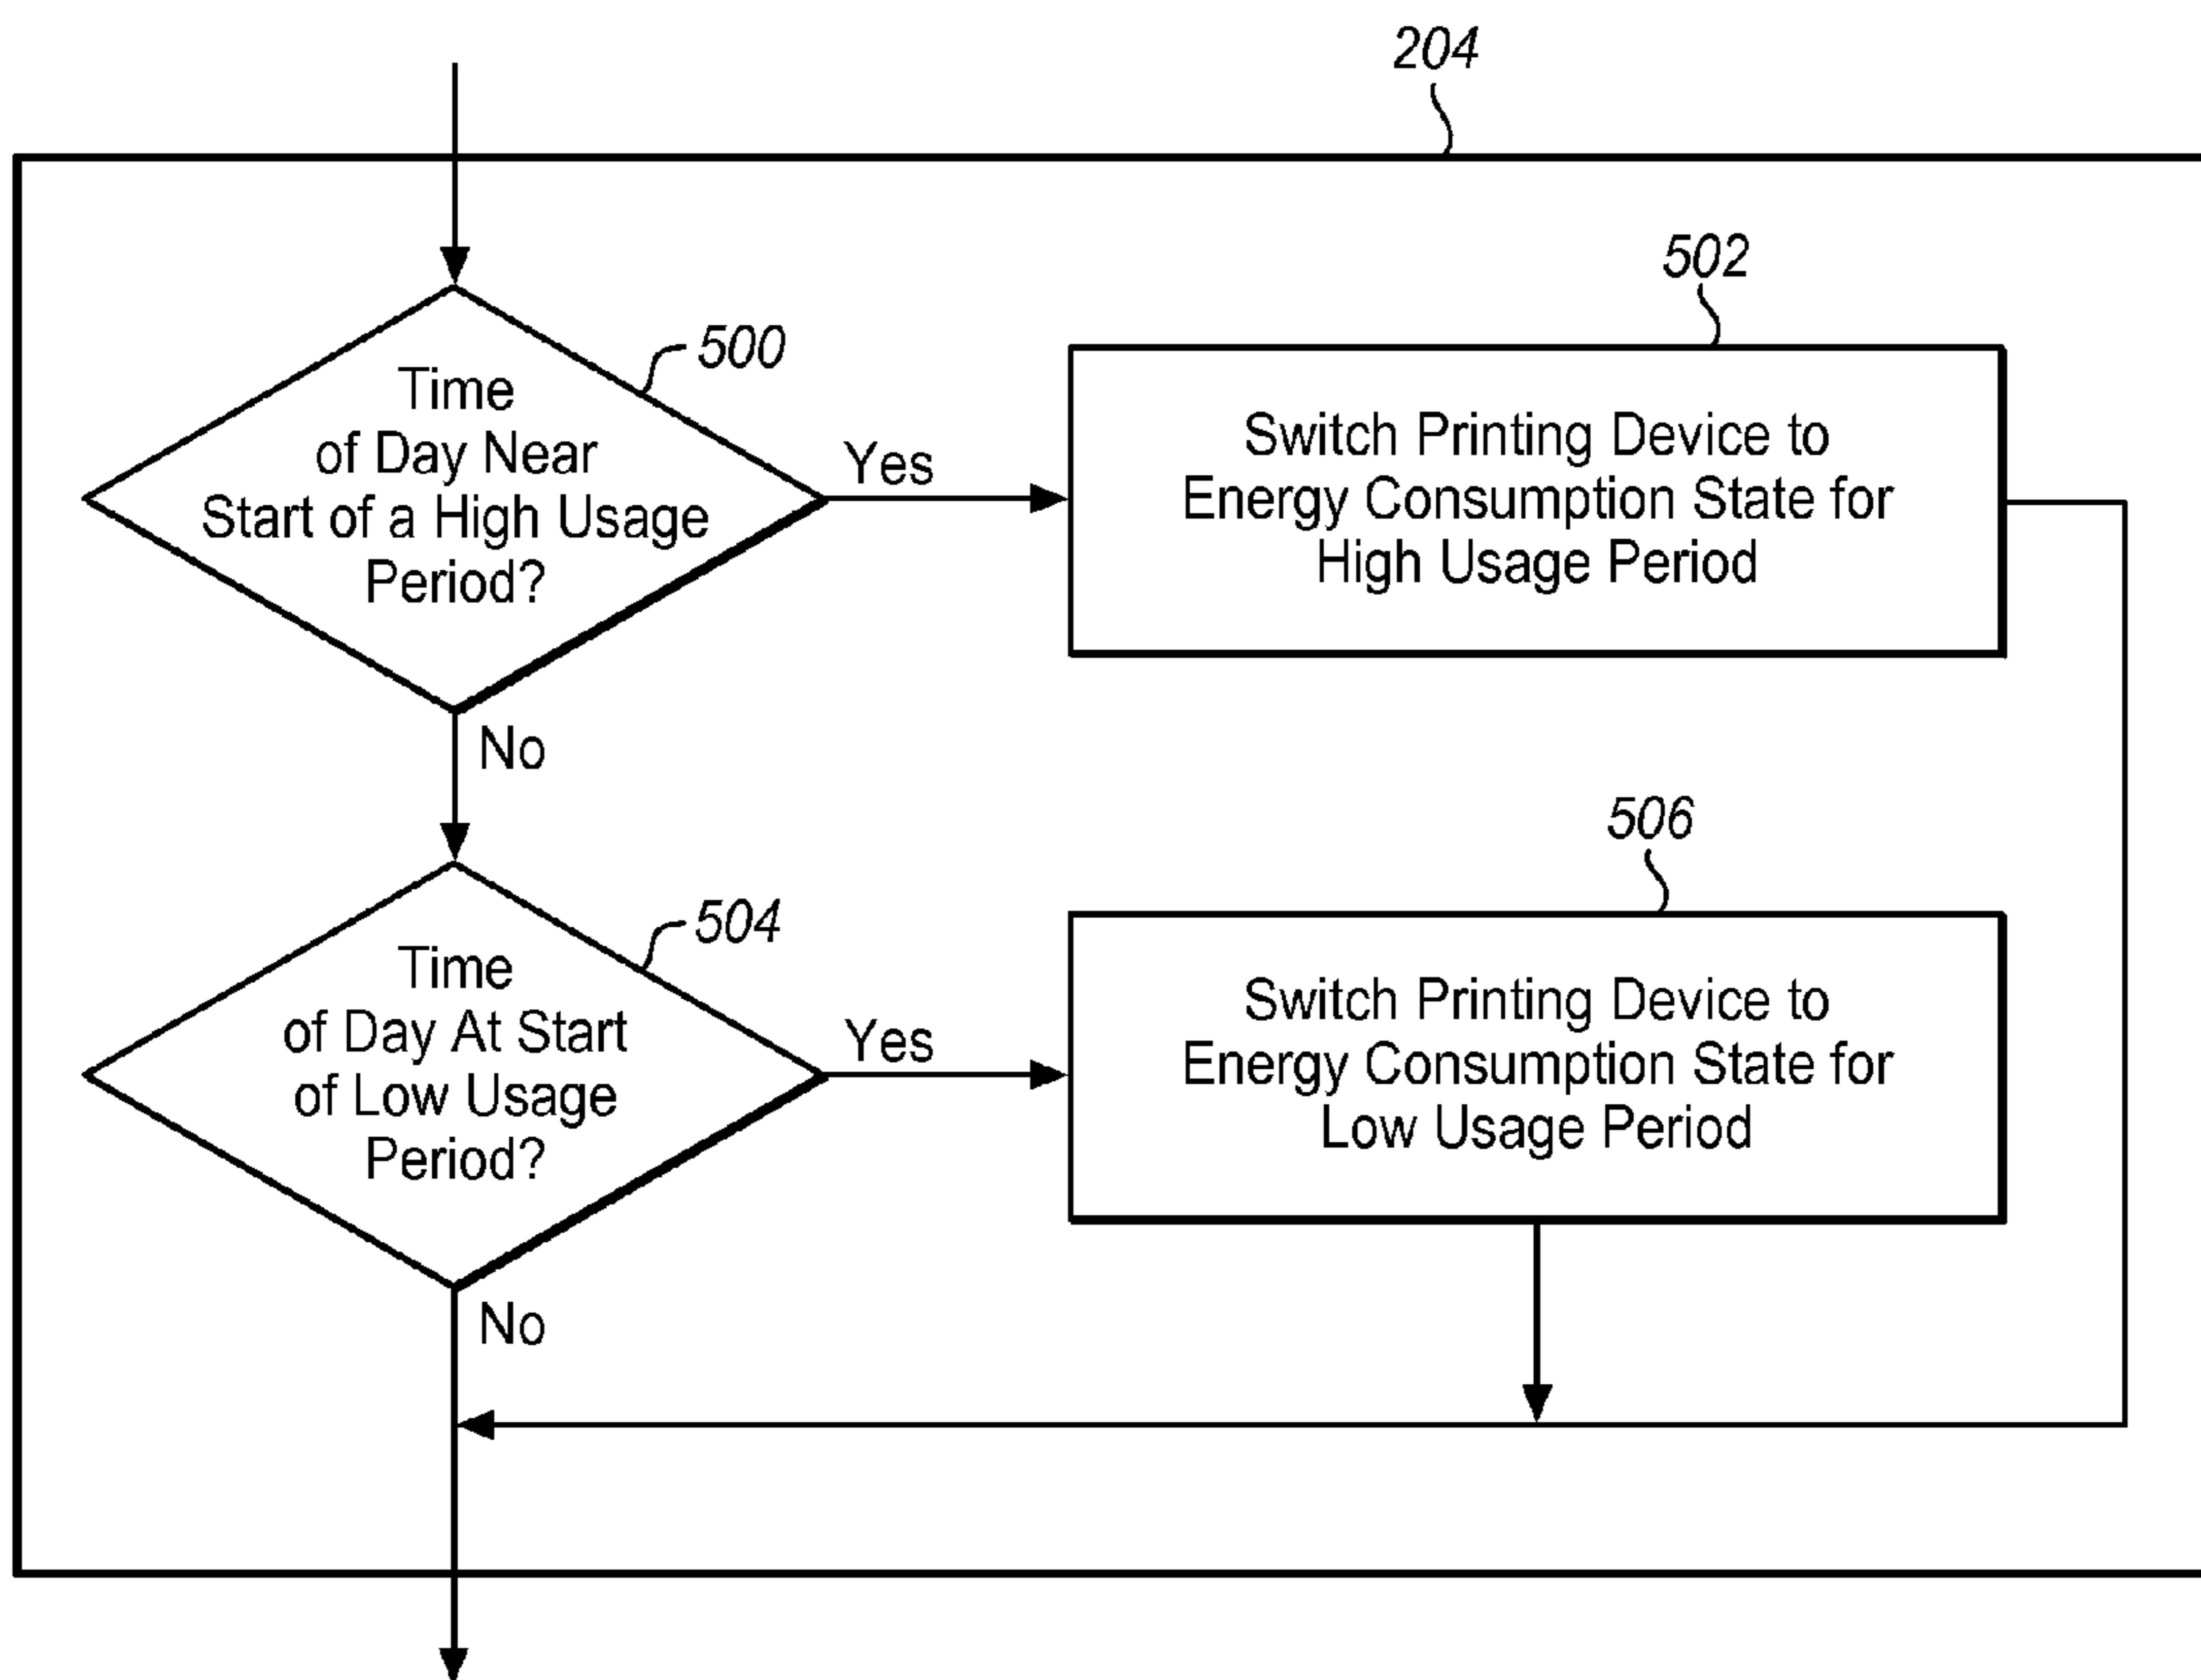 204
502
500
Time
of Day Near
Start of a High Usage
Period?
Yes
Switch Printing Device to
Energy Consumption State for
High Usage Period
No
506
504
Time
of Day At Start
of Low Usage
Period?
Yes
Switch Printing Device to
Energy Consumption State for
Low Usage Period
No